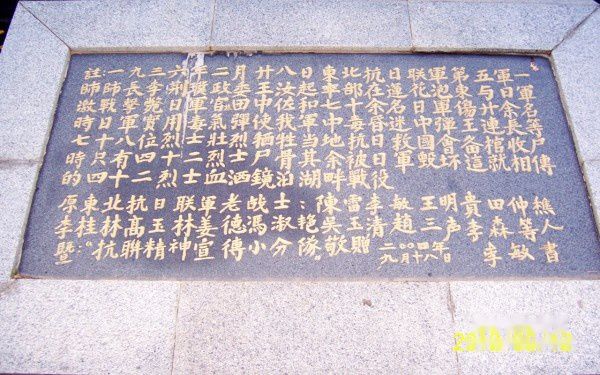 註:一九三六年二月廿八日東北抗日聯軍第五軍一
師師長李荊璞政委王汝起寧部在蓮花泡東与日軍
激戰擊斃日軍官田中佐和七十余名日軍傷廾余名
時日軍實用毒氣彈使我軍中毒昏迷中彈王連長等
七十八位烈士壯烈犧牲當地抗日救國會畚棺收尸
時只有四十二烈士尸骨其余被日軍毀坏這就相傳
的四十二烈士血洒鏡泊湖畔戰役
原東北抗日聯軍老战士:陳雷李敏王明貴田仲樵
李桂林高玉林姜德馮淑艳吳玉清趙三声李森等人
暨:抗聯精神宣傳小分隊敬贈 李敏書
二〇〇四年
九月十八日